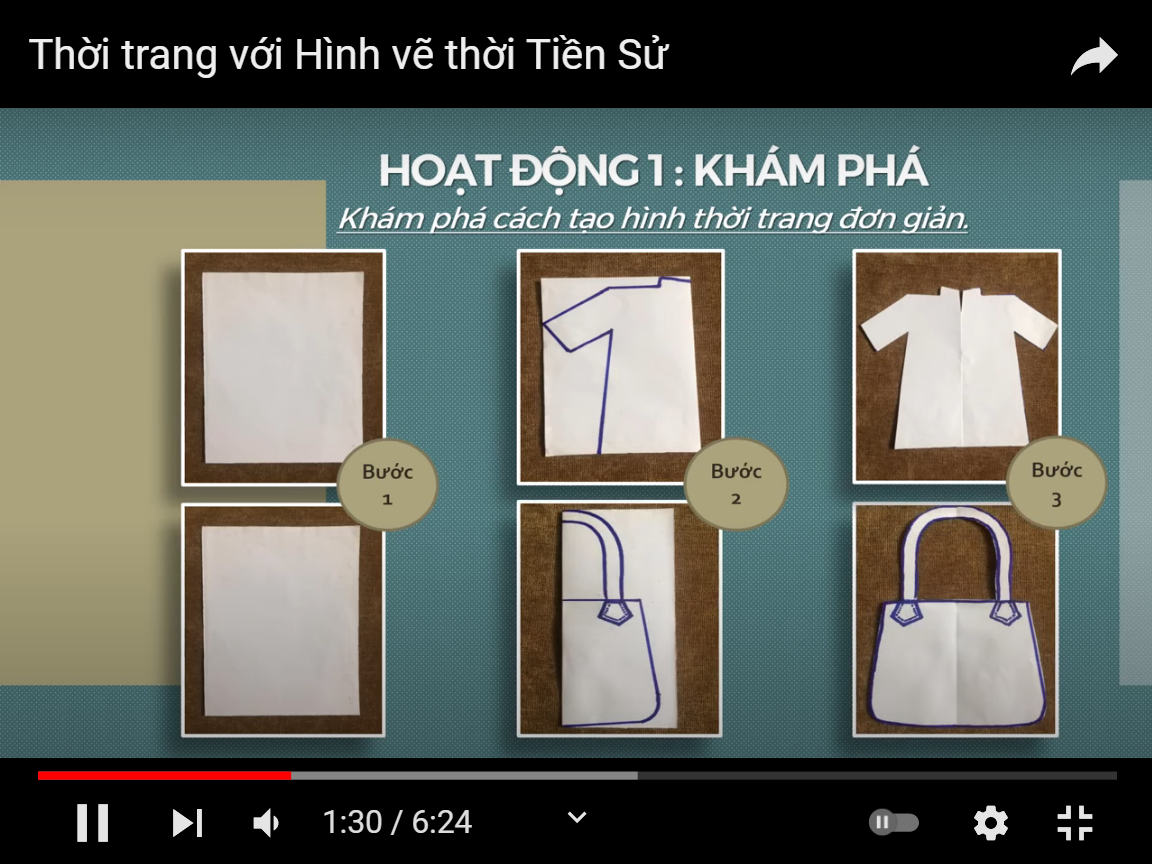 Thời trang với Hình vẽ thời Tiền Sử
HOẠT ĐỘNG 1 : KHÁM PHÁ
Khám phá cách tạo hình thời trang đơn giản.
Bước
1
Bước
2
Bước
3
1:30 / 6:24